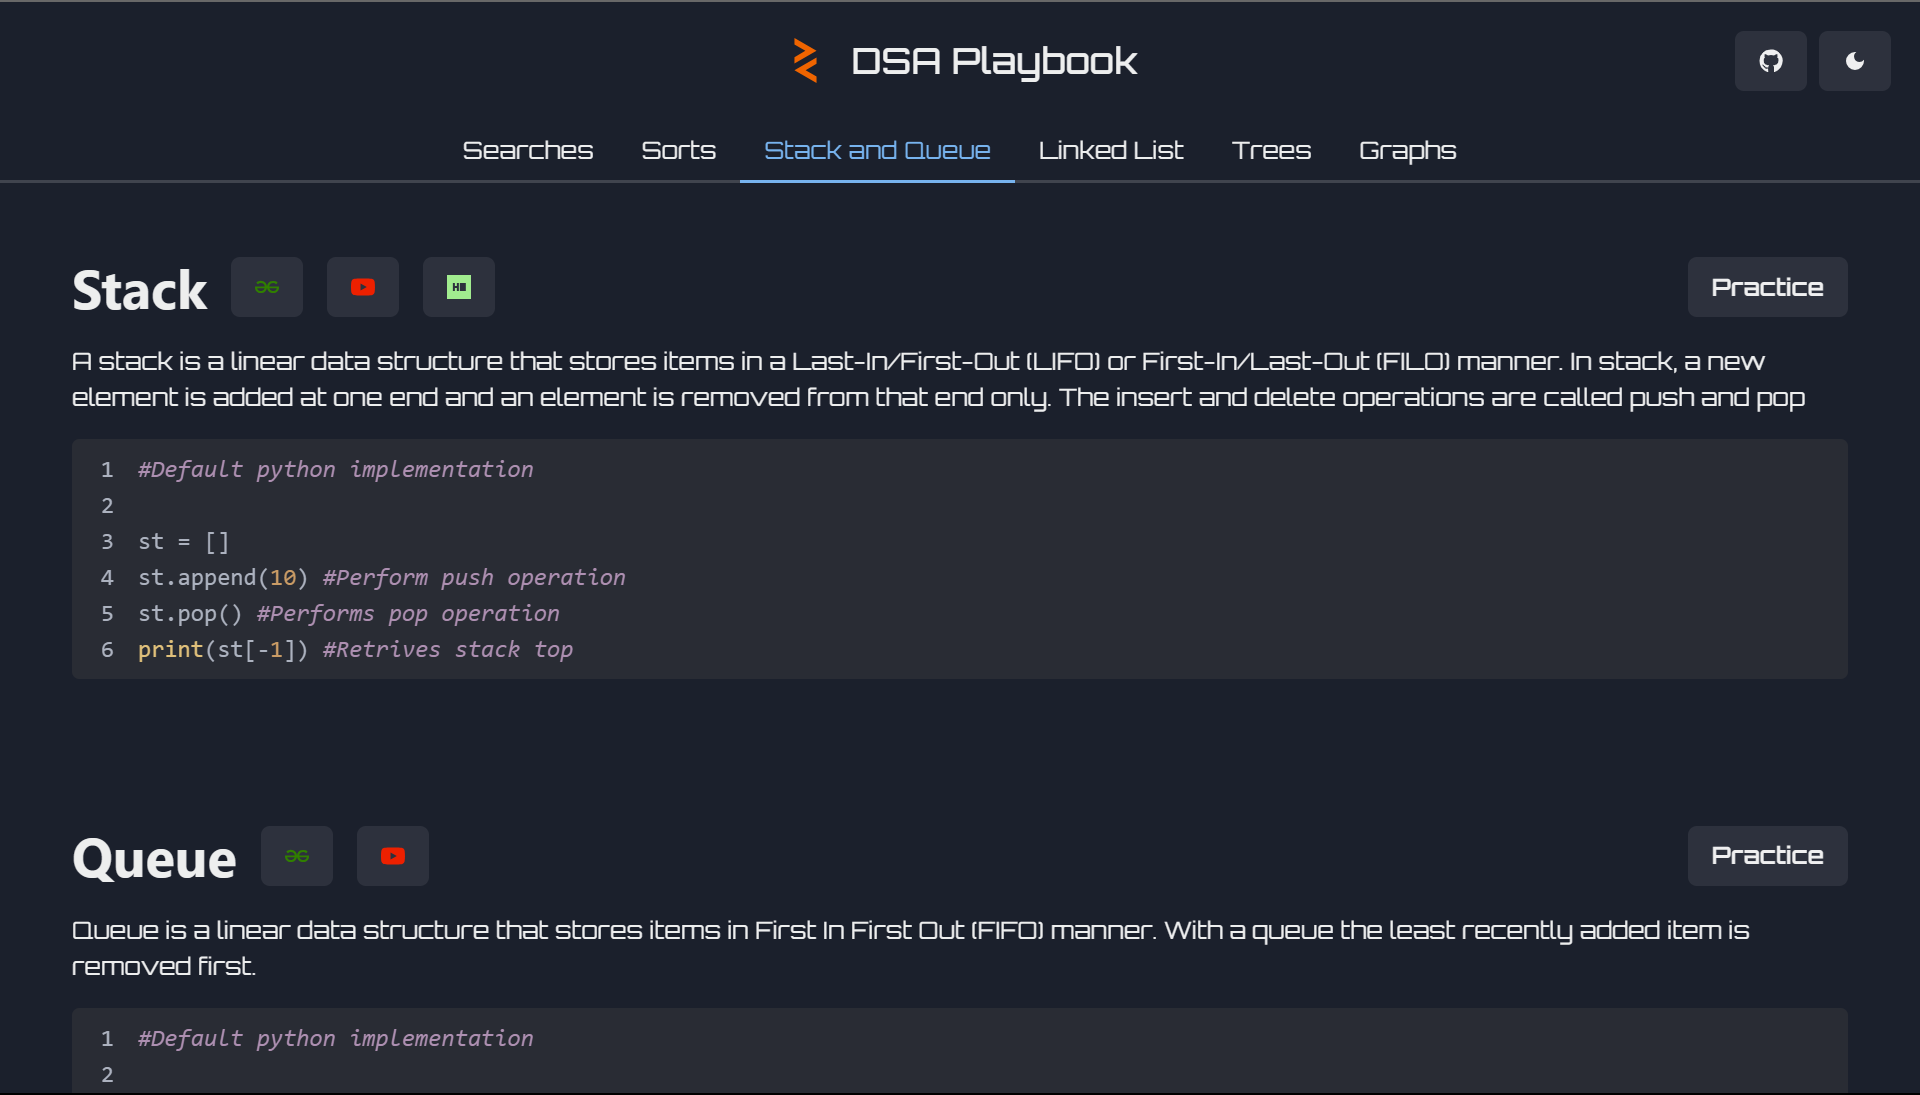 DSA Playbook
Searches Sorts Stack and Queue Linked List Trees Graphs
Stack
Practice
A stack is a linear data structure that stores items in a Last-In/First-Out (LIFO) or First-In/Last-Out (FILO) manner. In stack, a new
element is added at one end and an element is removed from that end only. The insert and delete operations are called push and pop
1 #Default python implementation
2
3 st = []
4 st.append(10) #Perform push operation
5 st.pop() #Performs pop operation
6 print(st[-1]) #Retrives stack top
Queue
Practice
Queue is a linear data structure that stores items in First In First Out (FIFO) manner. With a queue the least recently added item is
removed first.
1 #Default python implementation
2